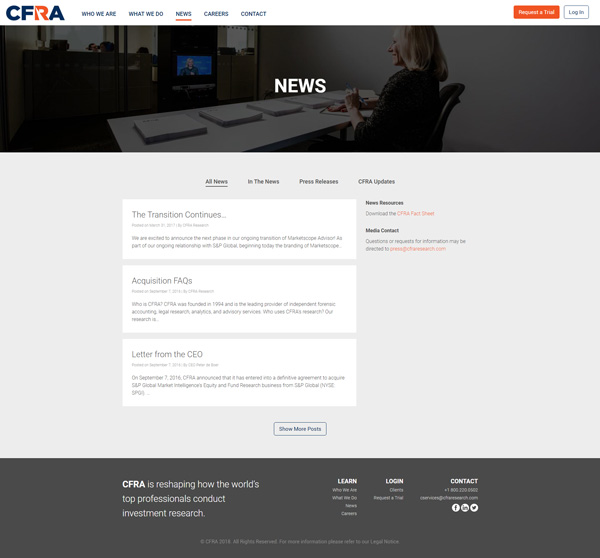 CFRA
WHO WE ARE
WHAT WE DO
NEWS
CAREERS
CONTACT
Request a Trial
Log In
NEWS
All News
In The News
Press Releases
CFRA Updates
The Transition Continues...
Posted on March 31, 2017 | By CFRA Research
We are excited to announce the next phase in our ongoing transition of Marketscope Advisor. As
part of our ongoing relationship with S&P Global, beginning today the branding of Marketscope...
Acquisition FAQs
Posted on September 7, 2016 | By CFRA Research
Who is CFRA? CFRA was founded in 1994 and is the leading provider of independent forensic
accounting, legal research, analytics, and advisory services. Who uses CFRA's research? Our
research is...
Letter from the CEO
Posted on September 7, 2016 | By CEO Peter de Boer
On September 7, 2016, CFRA announced that it has entered into a definitive agreement to acquire
S&P Global Market Intelligence's Equity and Fund Research business from S&P Global (NYSE:
SPGI). ...
News Resources
Download the CFRA Fact Sheet
Media Contact
Questions or requests for information may be
directed to press@cfraresearch.com
Show More Posts
CFRA is reshaping how the world's
top professionals conduct
investment research.
LEARN
Who We Are
What We Do
News
Careers
LOGIN
Clients
Request a Trial
CONTACT
+1.800.220.0502
cservices@cfraresearch.com
© CFRA 2018. All Rights Reserved. For more information please refer to our Legal Notice.